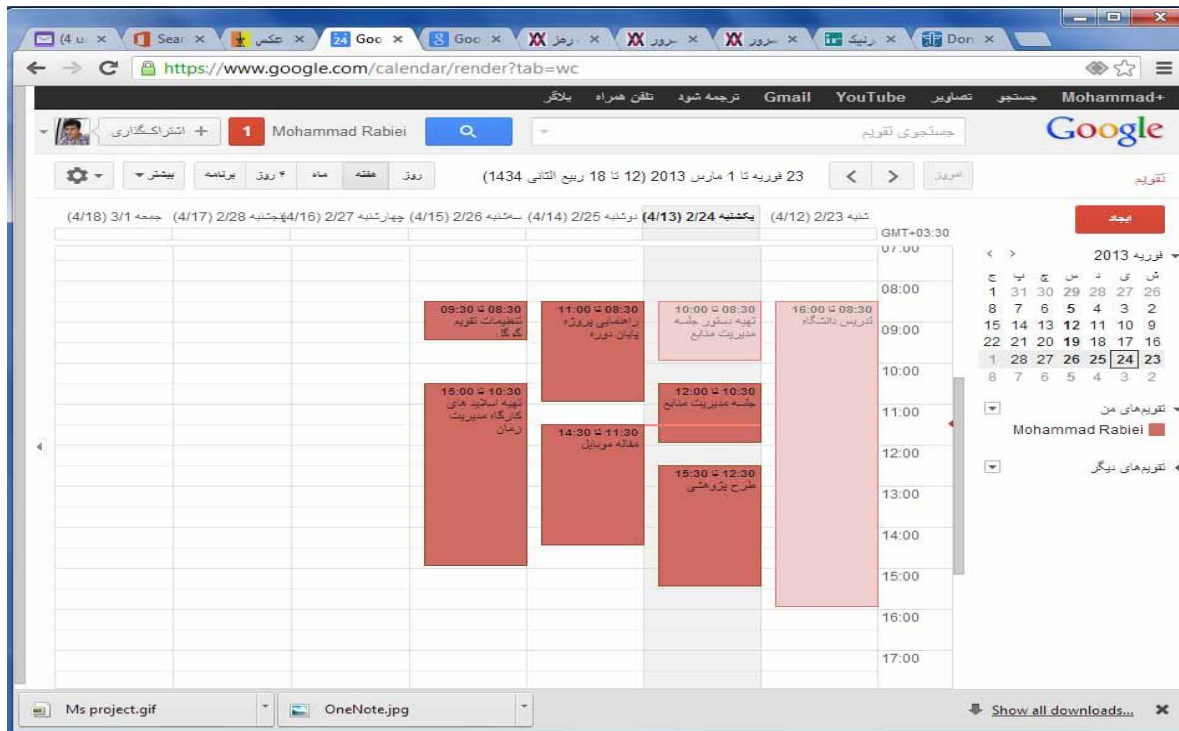 (4 u
Sear
عکس
Goo
Goo
رمز
رور
رور
Don
https://www.google.com/calendar/render?tab=wc
Mohammad+ جستجو تصاویر YouTube Gmail ترجمه شود تلفن همراه بلاگر
Google
جستجوی تقویم
Mohammad Rabiei
1
+ اشتراک‌گذاری
تقویم
امروز
23 فوریه تا 1 مارس 2013 (12 تا 18 ربیع الثانی 1434)
روز هفته ماه ۴ روز برنامه بیشتر
ایجاد
شنبه 2/23 (4/12)
یکشنبه 2/24 (4/13)
دوشنبه 2/25 (4/14)
سه‌شنبه 2/26 (4/15)
چهارشنبه 2/27 (4/16)
پنجشنبه 2/28 (4/17)
جمعه 3/1 (4/18)
GMT+03:30
07:00
08:00
09:00
10:00
11:00
12:00
13:00
14:00
15:00
16:00
17:00
08:30 تا 16:00
تدریس دانشگاه
08:30 تا 10:00
تهیه دستور جلسه
مدیریت منابع
10:30 تا 12:00
جلسه مدیریت منابع
12:30 تا 15:30
طرح پژوهشی
08:30 تا 11:00
راهنمایی پروژه
پایان دوره
11:30 تا 14:30
مقاله موبایل
08:30 تا 09:30
تنظیمات تقویم
گوگل
10:30 تا 15:00
تهیه اسلاید های
کارگاه مدیریت
زمان
فوریه 2013
ش ی د س چ پ ج
26 27 28 29 30 31 1
2 3 4 5 6 7 8
9 10 11 12 13 14 15
16 17 18 19 20 21 22
23 24 25 26 27 28 1
2 3 4 5 6 7 8
تقویم‌های من
Mohammad Rabiei
تقویم‌های دیگر
Ms project.gif
OneNote.jpg
Show all downloads...